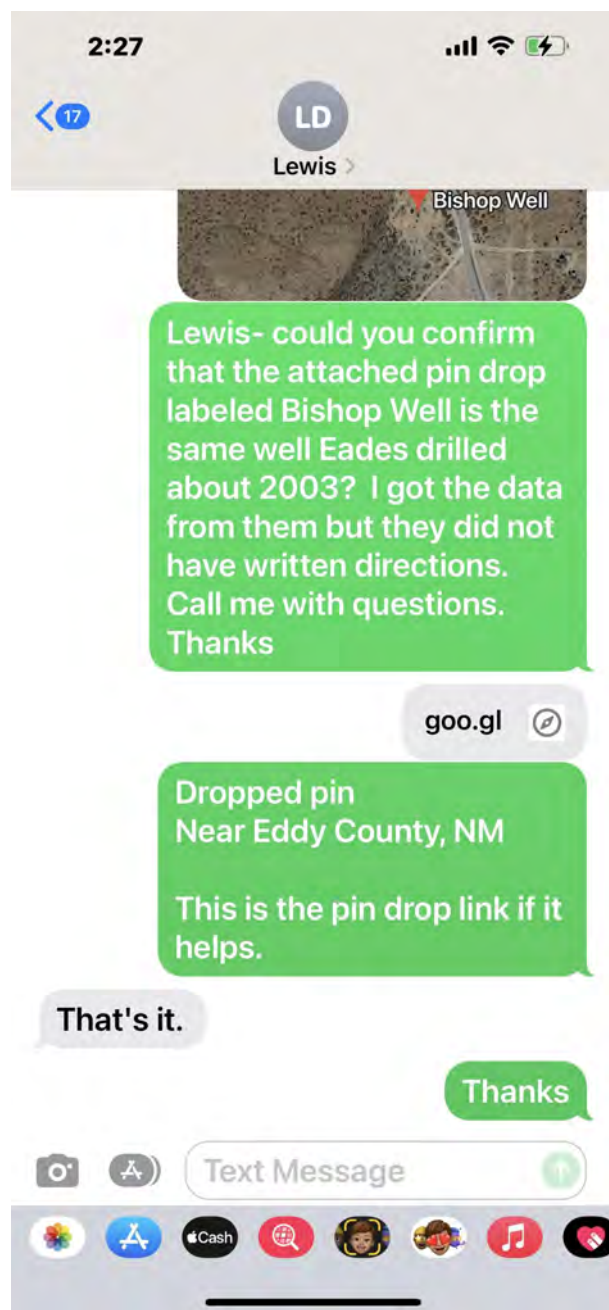 2:27
17
LD
Lewis
Bishop Well
Lewis- could you confirm
that the attached pin drop
labeled Bishop Well is the
same well Eades drilled
about 2003?  I got the data
from them but they did not
have written directions.
Call me with questions.
Thanks
goo.gl
Dropped pin
Near Eddy County, NM
This is the pin drop link if it
helps.
That's it.
Thanks
Text Message
Cash